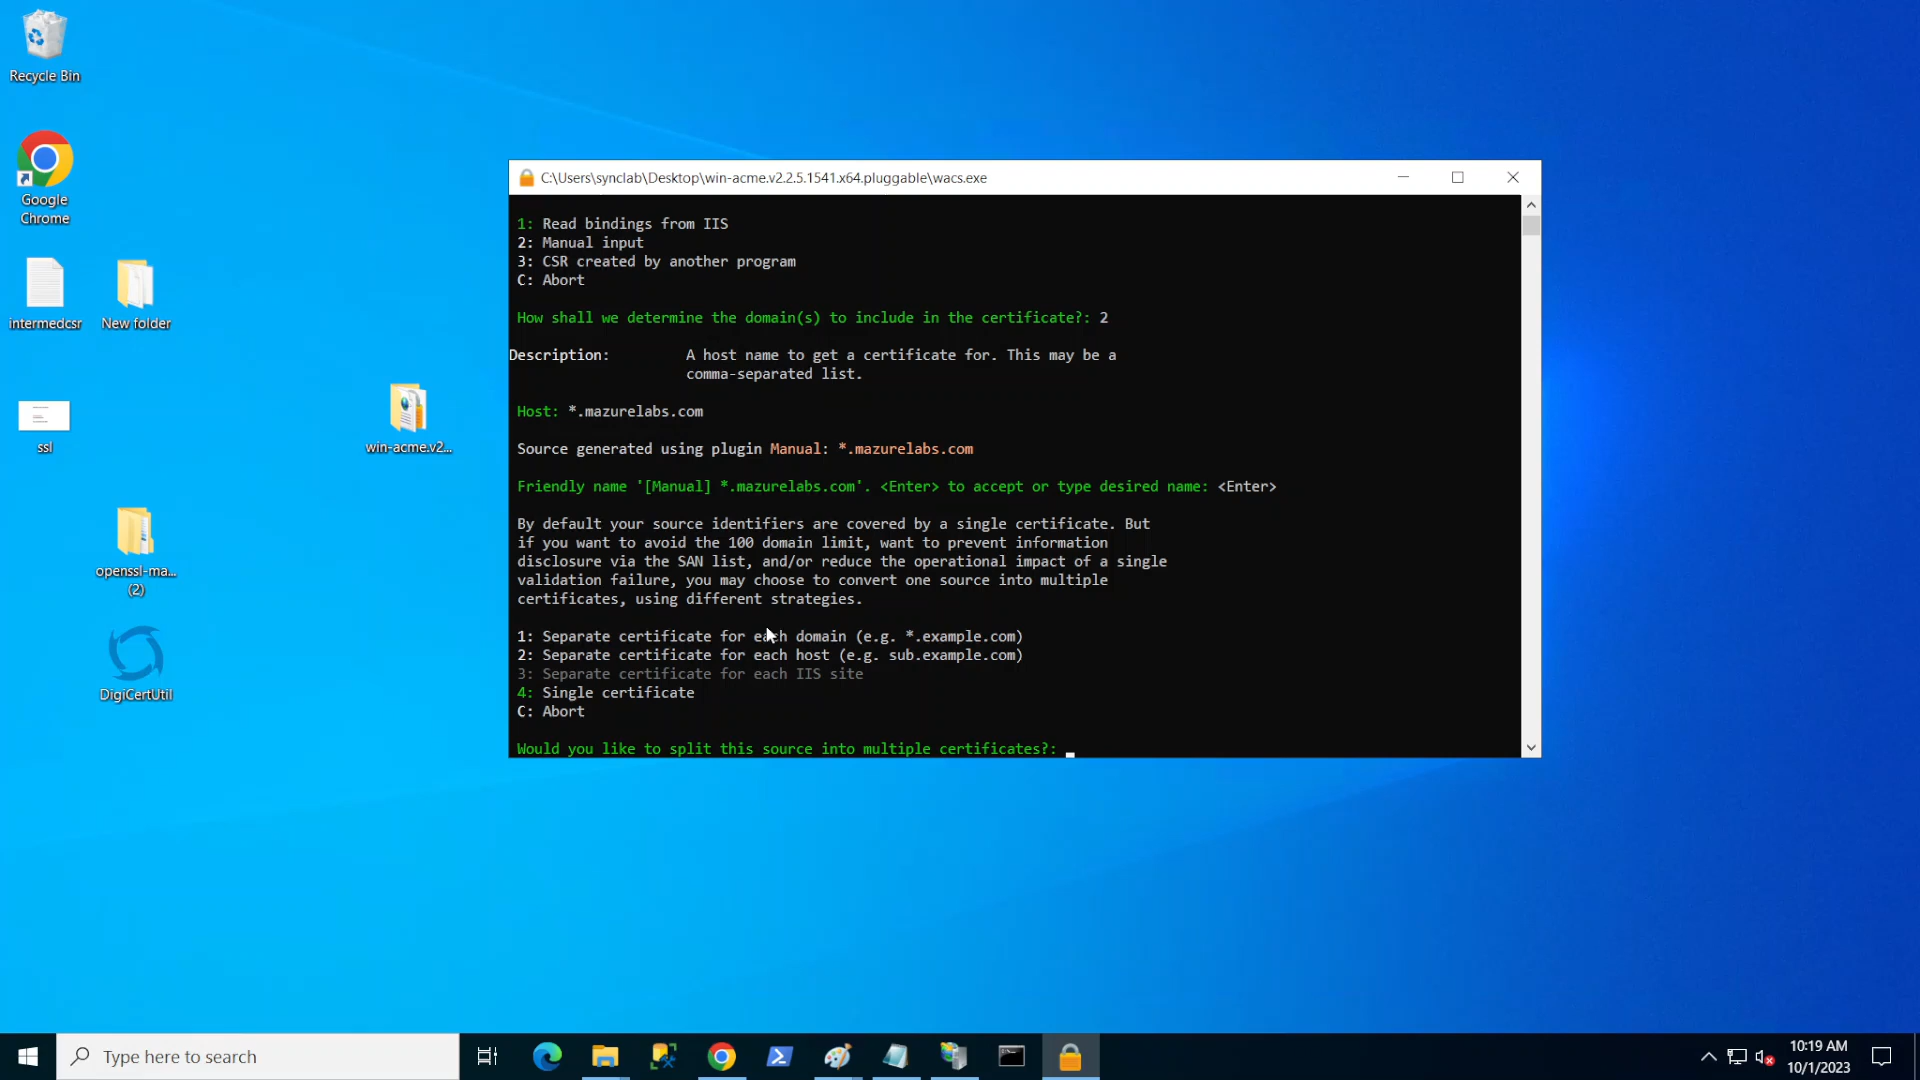 Recycle Bin
Google
Chrome
intermedcsr
New folder
ssl
win-acme.v2...
openssl-ma...
(2)
DigiCertUtil
C:\Users\synclab\Desktop\win-acme.v2.2.5.1541.x64.pluggable\wacs.exe
1: Read bindings from IIS
2: Manual input
3: CSR created by another program
C: Abort
How shall we determine the domain(s) to include in the certificate?: 2
Description: A host name to get a certificate for. This may be a
comma-separated list.
Host: *.mazurelabs.com
Source generated using plugin Manual: *.mazurelabs.com
Friendly name '[Manual] *.mazurelabs.com'. <Enter> to accept or type desired name: <Enter>
By default your source identifiers are covered by a single certificate. But
if you want to avoid the 100 domain limit, want to prevent information
disclosure via the SAN list, and/or reduce the operational impact of a single
validation failure, you may choose to convert one source into multiple
certificates, using different strategies.
1: Separate certificate for each domain (e.g. *.example.com)
2: Separate certificate for each host (e.g. sub.example.com)
3: Separate certificate for each IIS site
4: Single certificate
C: Abort
Would you like to split this source into multiple certificates?:
Type here to search
10:19 AM
10/1/2023